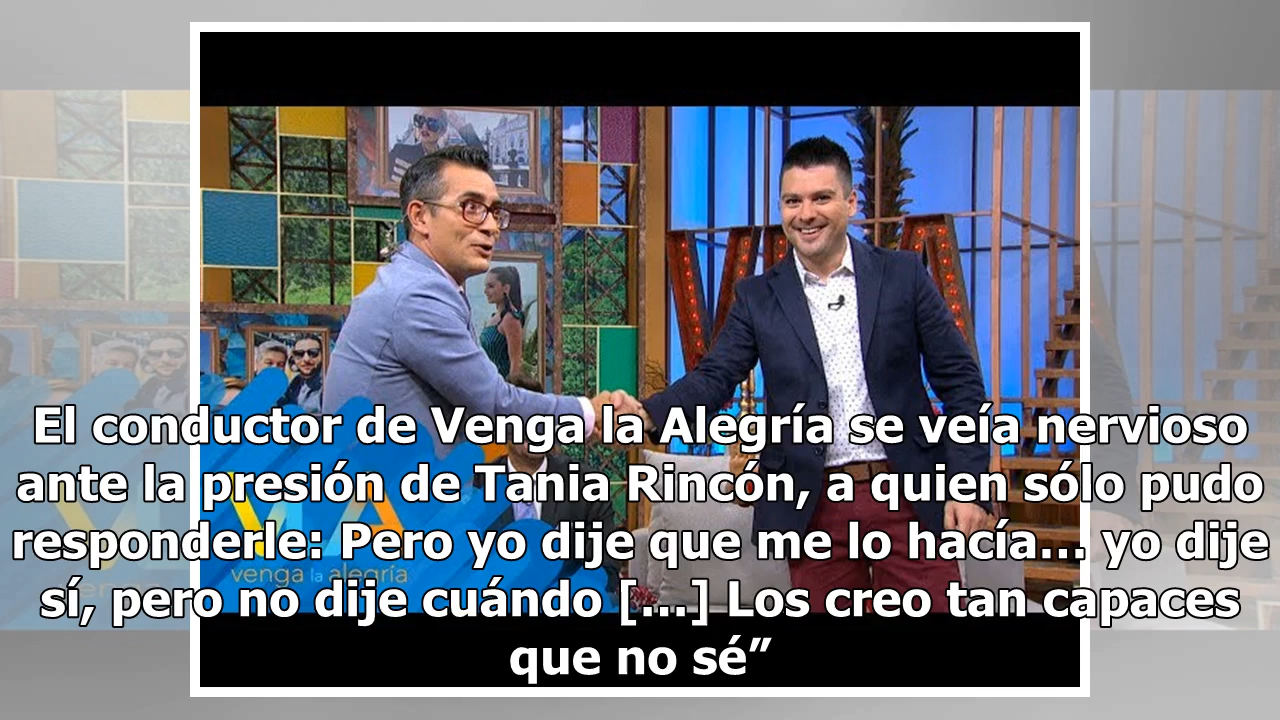 El conductor de Venga la Alegría se veía nervioso
ante la presión de Tania Rincón, a quien sólo pudo
responderle: Pero yo dije que me lo hacía... yo dije
sí, pero no dije cuándo [...] Los creo tan capaces
que no sé”
venga la alegría